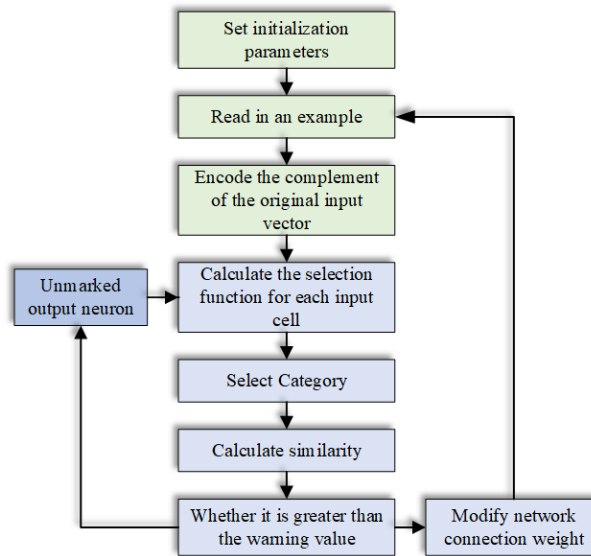 Set initialization
parameters
Read in an example
Encode the complement
of the original input
vector
Unmarked
output neuron
Calculate the selection
function for each input
cell
Select Category
Calculate similarity
Whether it is greater than
the warning value
Modify network
connection weight